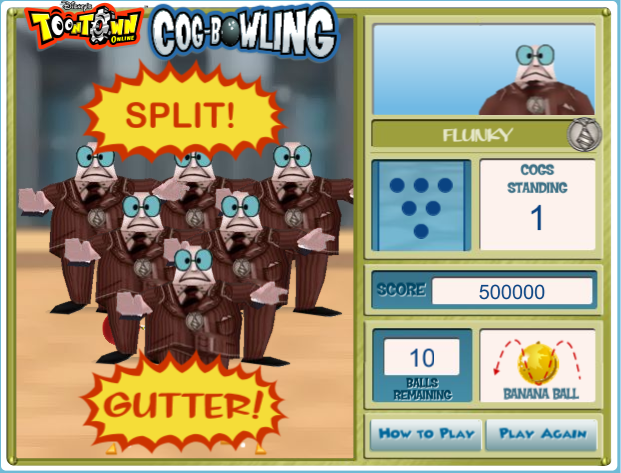 Disney's
TOONTOWN
ONLINE
COG-BOWLING
SPLIT!
GUTTER!
FLUNKY
COGS
STANDING
1
SCORE 500000
10
BALLS
REMAINING
BANANA BALL
HOW TO PLAY
PLAY AGAIN